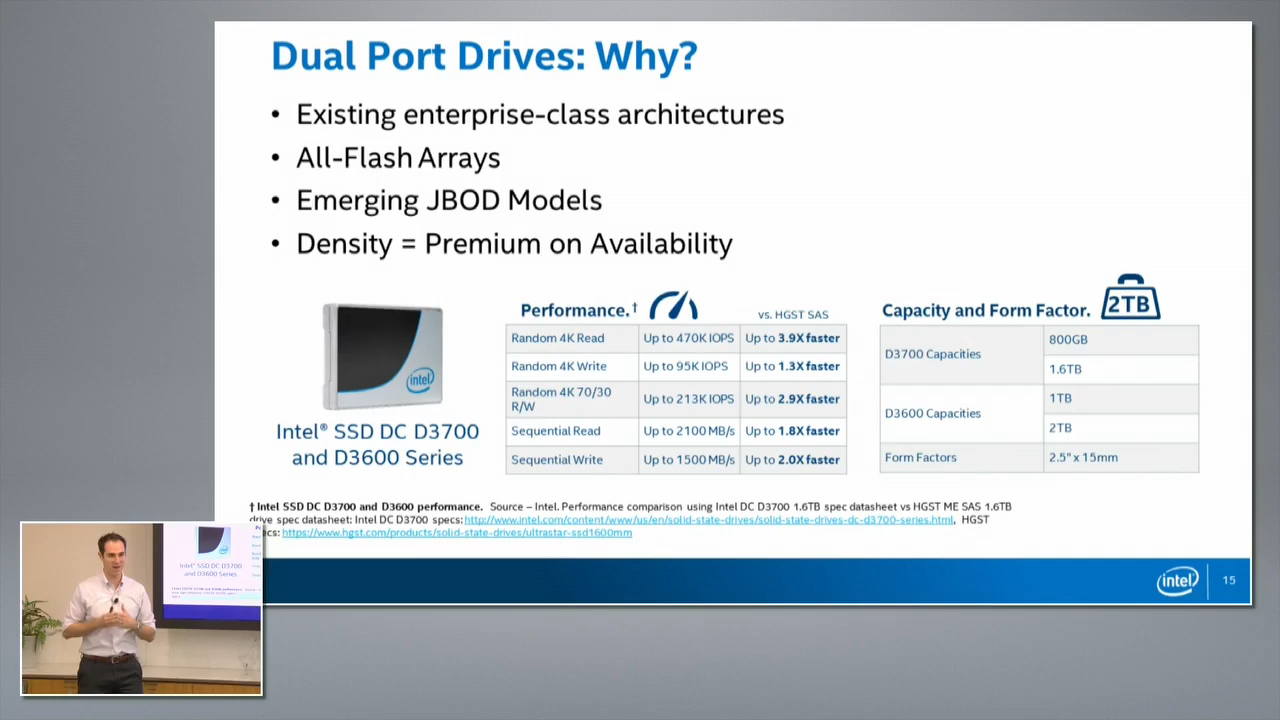 Dual Port Drives: Why?
• Existing enterprise-class architectures
• All-Flash Arrays
• Emerging JBOD Models
• Density = Premium on Availability
intel
Intel® SSD DC D3700
and D3600 Series
Performance.†
vs. HGST SAS
Random 4K Read Up to 470K IOPS Up to 3.9X faster
Random 4K Write Up to 95K IOPS Up to 1.3X faster
Random 4K 70/30 R/W Up to 213K IOPS Up to 2.9X faster
Sequential Read Up to 2100 MB/s Up to 1.8X faster
Sequential Write Up to 1500 MB/s Up to 2.0X faster
Capacity and Form Factor.
2TB
D3700 Capacities 800GB
1.6TB
D3600 Capacities 1TB
2TB
Form Factors 2.5" x 15mm
† Intel SSD DC D3700 and D3600 performance. Source – Intel. Performance comparison using Intel DC D3700 1.6TB spec datasheet vs HGST ME SAS 1.6TB
drive spec datasheet: Intel DC D3700 specs: http://www.intel.com/content/www/us/en/solid-state-drives/solid-state-drives-dc-d3700-series.html, HGST
https://www.hgst.com/products/solid-state-drives/ultrastar-ssd1600mm
intel
15
Intel® SSD DC D3700
and D3600 Series